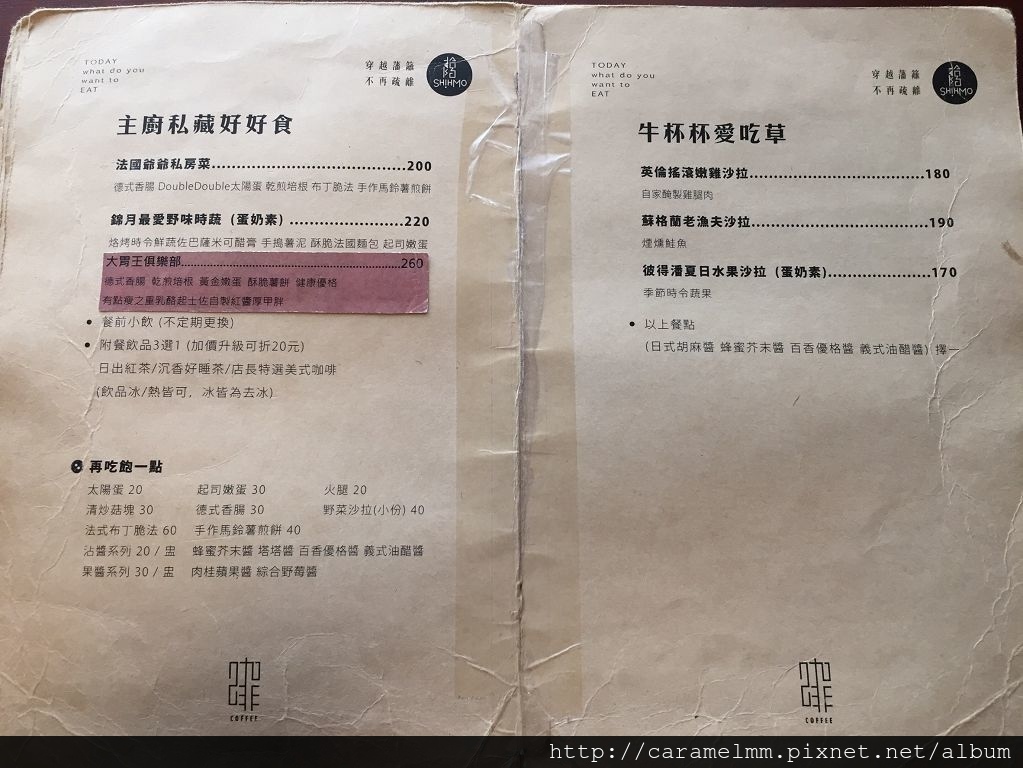 TODAY
what do you
want to
EAT
穿越藩籬
不再疏離
拾陌
SHIHMO
主廚私藏好好食
法國爺爺私房菜..................................................200
德式香腸 DoubleDouble太陽蛋 乾煎培根 布丁脆法 手作馬鈴薯煎餅
錦月最愛野味時蔬（蛋奶素）..............................220
烙烤時令鮮蔬佐巴薩米可醋膏 手搗薯泥 酥脆法國麵包 起司嫩蛋
大胃王俱樂部..................................................260
德式香腸 乾煎培根 黃金嫩蛋 酥脆薯餅 健康優格
有點瘦之重乳酪起士佐自製紅醬厚甲胖
• 餐前小飲 (不定期更換)
• 附餐飲品3選1 (加價升級可折20元)
日出紅茶/沉香好睡茶/店長特選美式咖啡
(飲品冰/熱皆可，冰皆為去冰)
再吃飽一點
太陽蛋 20 起司嫩蛋 30 火腿 20
清炒菇塊 30 德式香腸 30 野菜沙拉(小份) 40
法式布丁脆法 60 手作馬鈴薯煎餅 40
沾醬系列 20 / 盅 蜂蜜芥末醬 塔塔醬 百香優格醬 義式油醋醬
果醬系列 30 / 盅 肉桂蘋果醬 綜合野莓醬
咖啡
COFFEE
TODAY
what do you
want to
EAT
穿越藩籬
不再疏離
拾陌
SHIHMO
牛杯杯愛吃草
英倫搖滾嫩雞沙拉..............................................180
自家醃製雞腿肉
蘇格蘭老漁夫沙拉..............................................190
煙燻鮭魚
彼得潘夏日水果沙拉（蛋奶素)...........................170
季節時令蔬果
• 以上餐點
(日式胡麻醬 蜂蜜芥末醬 百香優格醬 義式油醋醬) 擇一
咖啡
COFFEE
http://caramelmm.pixnet.net/album